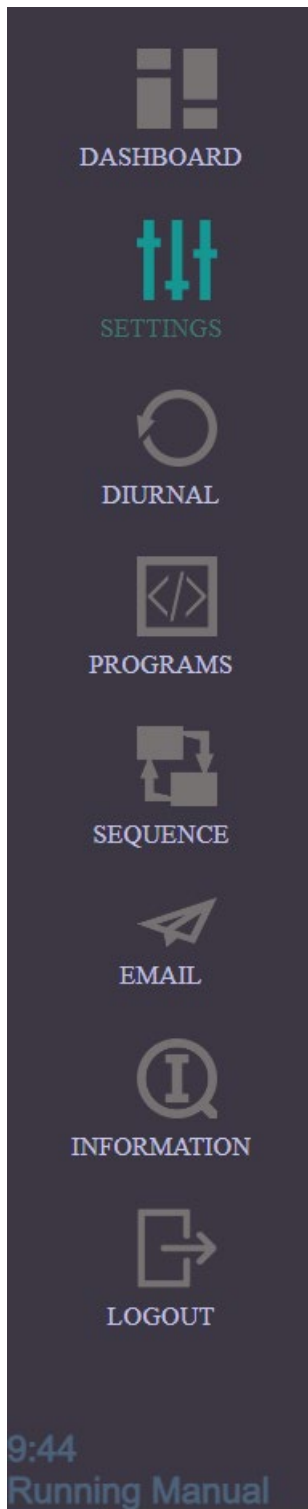 DASHBOARD
SETTINGS
DIURNAL
</>
PROGRAMS
SEQUENCE
EMAIL
I
INFORMATION
LOGOUT
9:44
Running Manual